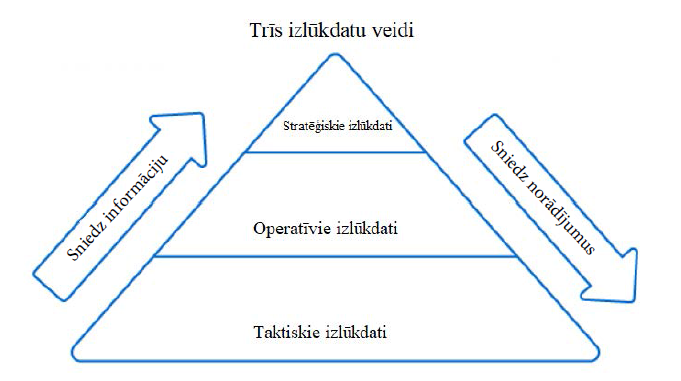 Trīs izlūkdatu veidi
Stratēģiskie izlūkdati
Sniedz informāciju
Sniedz norādījumus
Operatīvie izlūkdati
Taktiskie izlūkdati